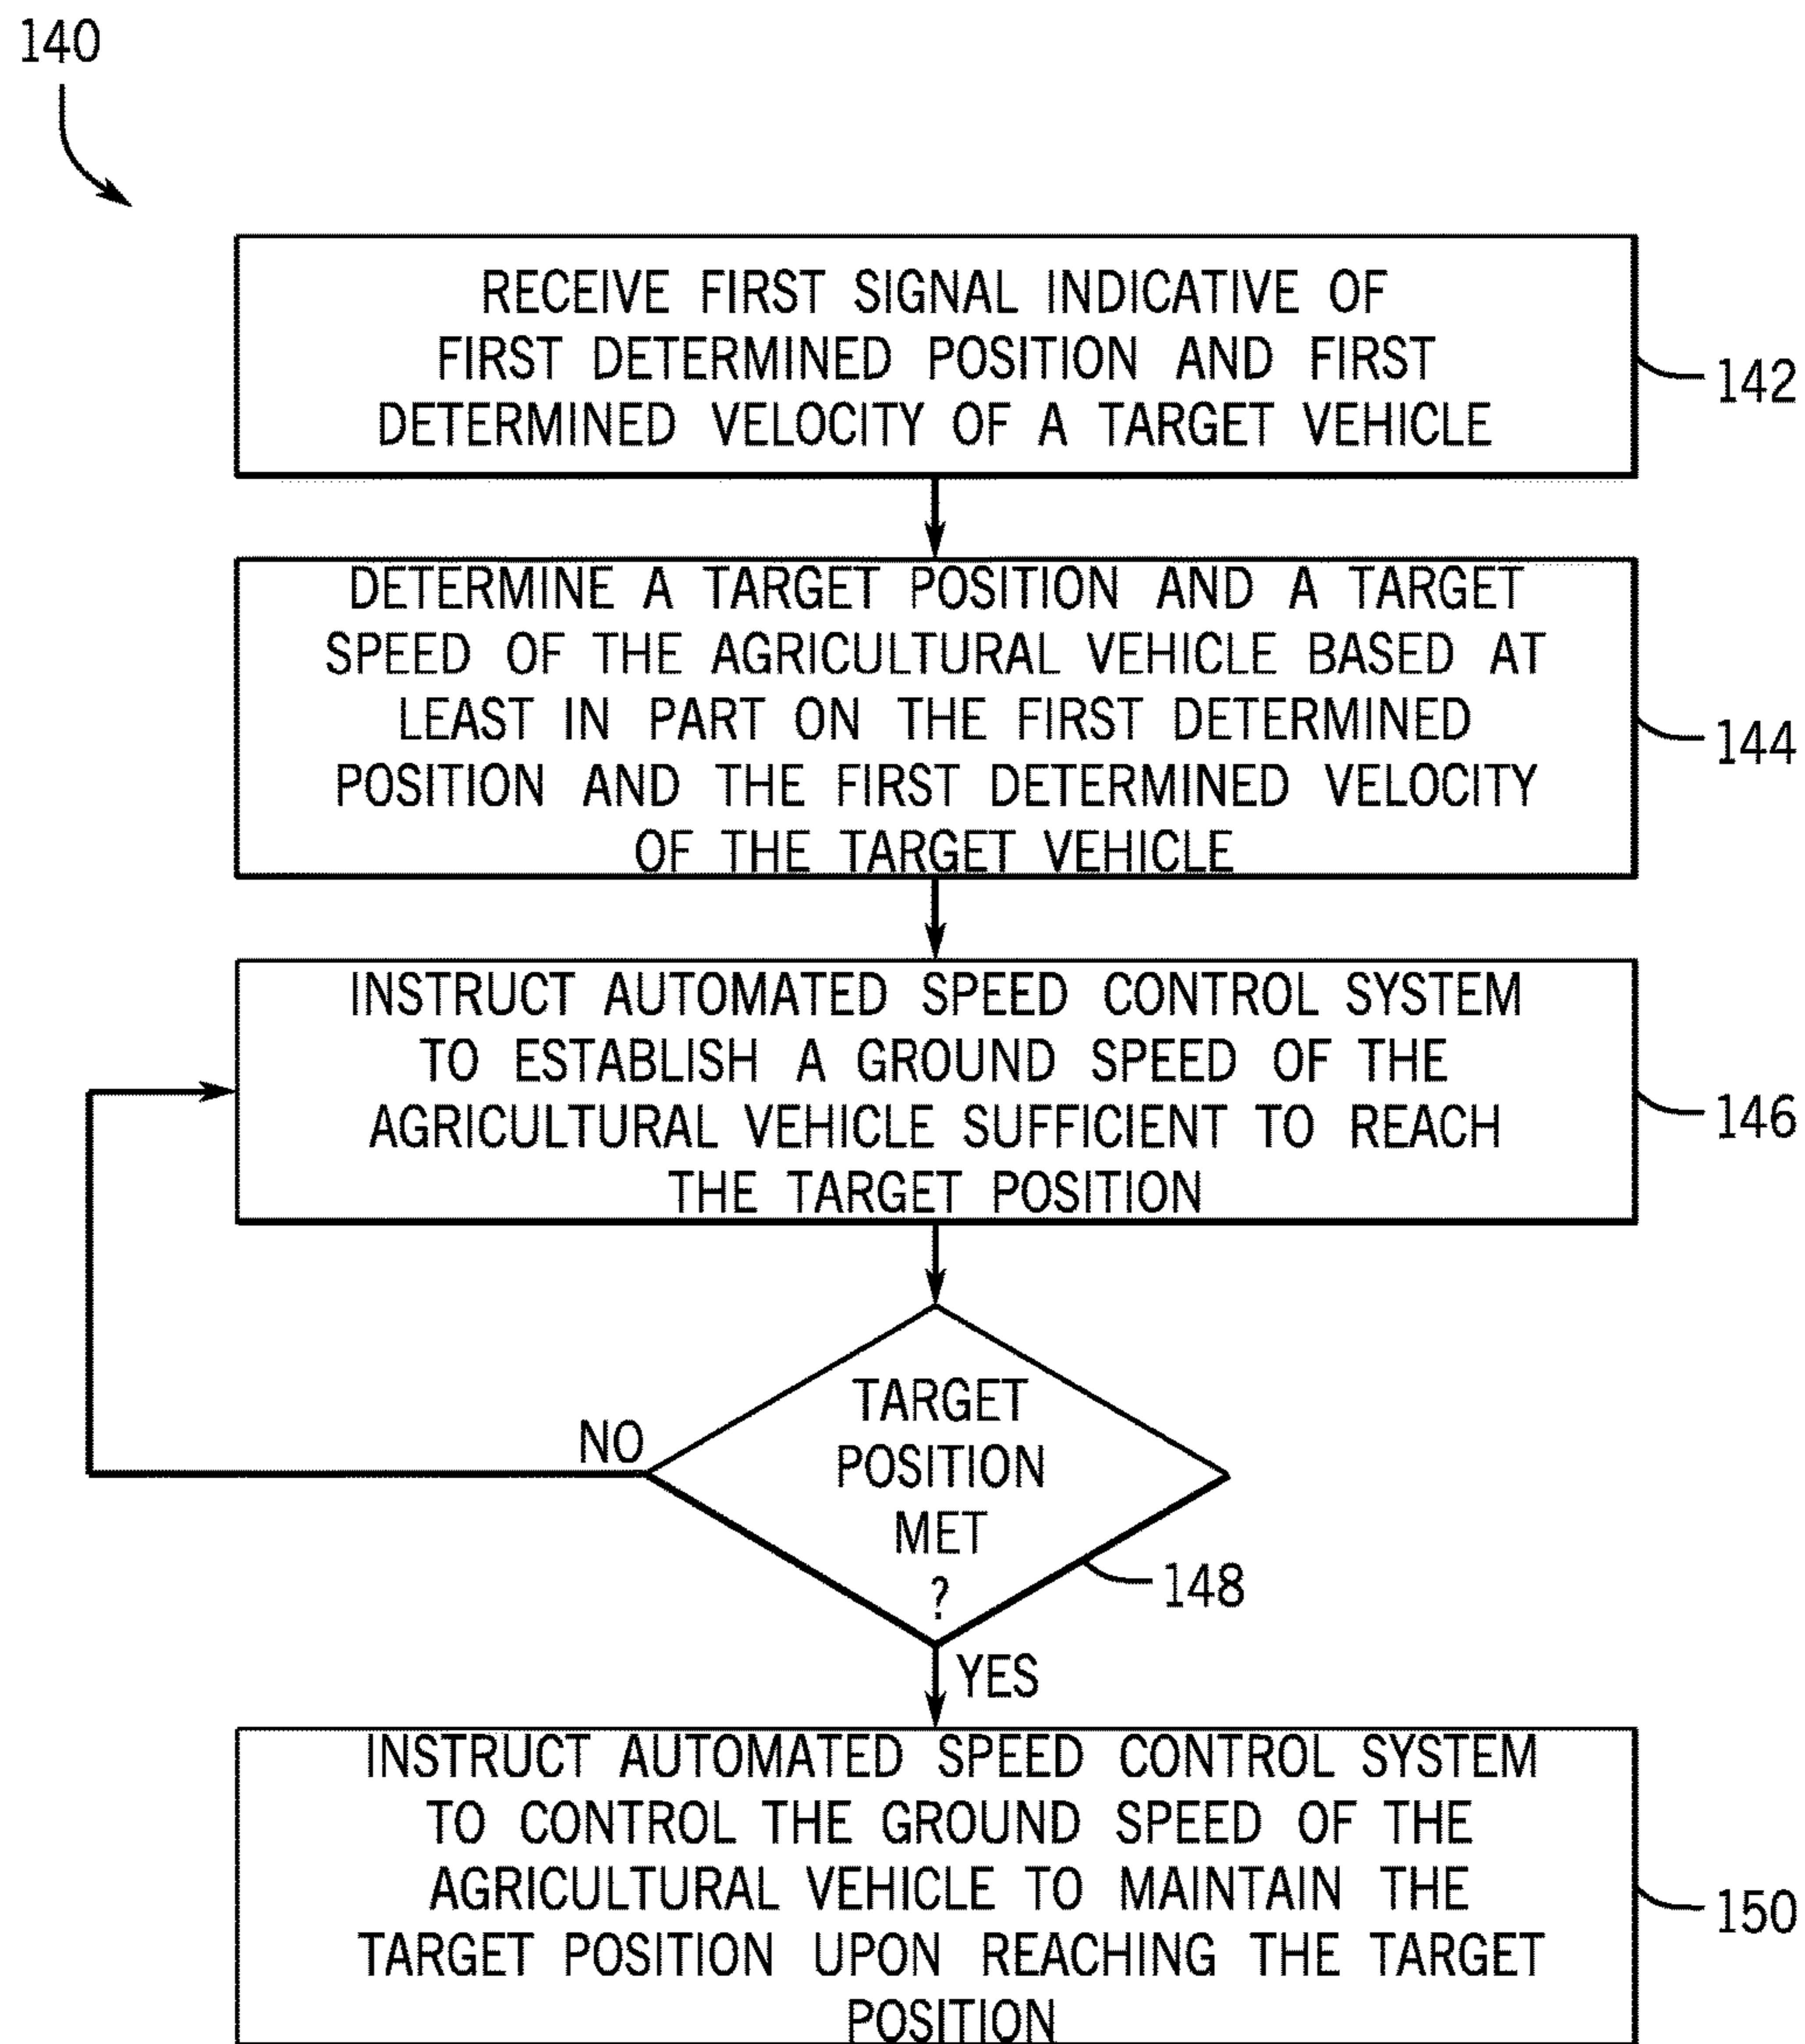 140
RECEIVE FIRST SIGNAL INDICATIVE OF
FIRST DETERMINED POSITION AND FIRST
DETERMINED VELOCITY OF A TARGET VEHICLE
142
DETERMINE A TARGET POSITION AND A TARGET
SPEED OF THE AGRICULTURAL VEHICLE BASED AT
LEAST IN PART ON THE FIRST DETERMINED
POSITION AND THE FIRST DETERMINED VELOCITY
OF THE TARGET VEHICLE
144
INSTRUCT AUTOMATED SPEED CONTROL SYSTEM
TO ESTABLISH A GROUND SPEED OF THE
AGRICULTURAL VEHICLE SUFFICIENT TO REACH
THE TARGET POSITION
146
TARGET
POSITION
MET
?
NO
148
YES
INSTRUCT AUTOMATED SPEED CONTROL SYSTEM
TO CONTROL THE GROUND SPEED OF THE
AGRICULTURAL VEHICLE TO MAINTAIN THE
TARGET POSITION UPON REACHING THE TARGET
POSITION
150